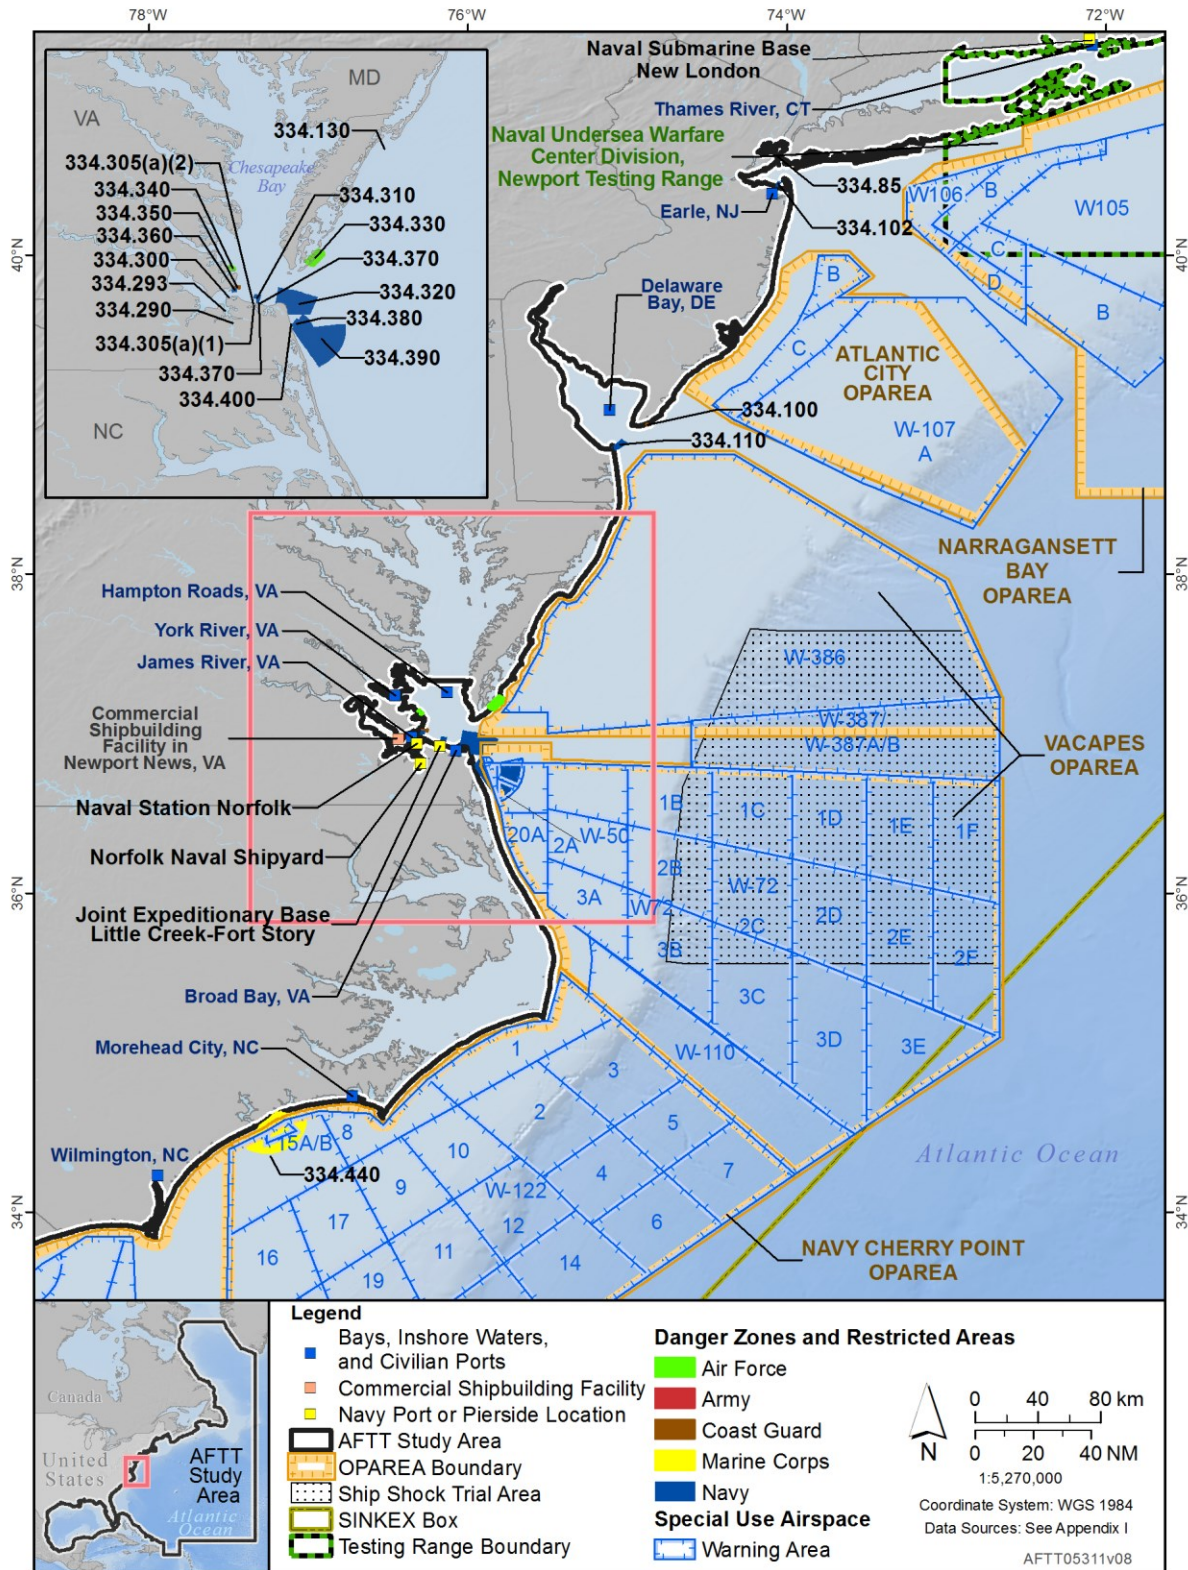 78°W
76°W
74°W
72°W
Naval Submarine Base
New London
Thames River, CT
Naval Undersea Warfare
Center Division,
Newport Testing Range
334.85
Earle, NJ
334.102
W106
B
W105
C
D
B
40°N
40°N
MD
VA
334.130
Chesapeake
Bay
334.305(a)(2)
334.340
334.350
334.360
334.300
334.293
334.290
334.305(a)(1)
334.370
334.400
334.310
334.330
334.370
334.320
334.380
334.390
NC
Delaware
Bay, DE
B
C
ATLANTIC
CITY
OPAREA
334.100
W-107
A
334.110
NARRAGANSETT
BAY
OPAREA
38°N
38°N
Hampton Roads, VA
York River, VA
James River, VA
Commercial
Shipbuilding
Facility in
Newport News, VA
Naval Station Norfolk
Norfolk Naval Shipyard
Joint Expeditionary Base
Little Creek-Fort Story
Broad Bay, VA
W-386
W-387/
W-387A/B
VACAPES
OPAREA
1B
1C
1D
1E
1F
20A
2A
W-50
2B
W-72
3A
W72
2C
2D
2E
2F
3B
3C
3D
3E
36°N
36°N
Morehead City, NC
W-110
1
3
2
5
8
15A/B
10
4
7
Wilmington, NC
334.440
9
W-122
17
12
6
16
11
14
19
Atlantic Ocean
34°N
34°N
NAVY CHERRY POINT
OPAREA
Canada
United
States
AFTT
Study
Area
Atlantic
Ocean
Legend
Bays, Inshore Waters,
and Civilian Ports
Commercial Shipbuilding Facility
Navy Port or Pierside Location
AFTT Study Area
OPAREA Boundary
Ship Shock Trial Area
SINKEX Box
Testing Range Boundary
Danger Zones and Restricted Areas
Air Force
Army
Coast Guard
Marine Corps
Navy
Special Use Airspace
Warning Area
N
0 40 80 km
0 20 40 NM
1:5,270,000
Coordinate System: WGS 1984
Data Sources: See Appendix I
AFTT05311v08